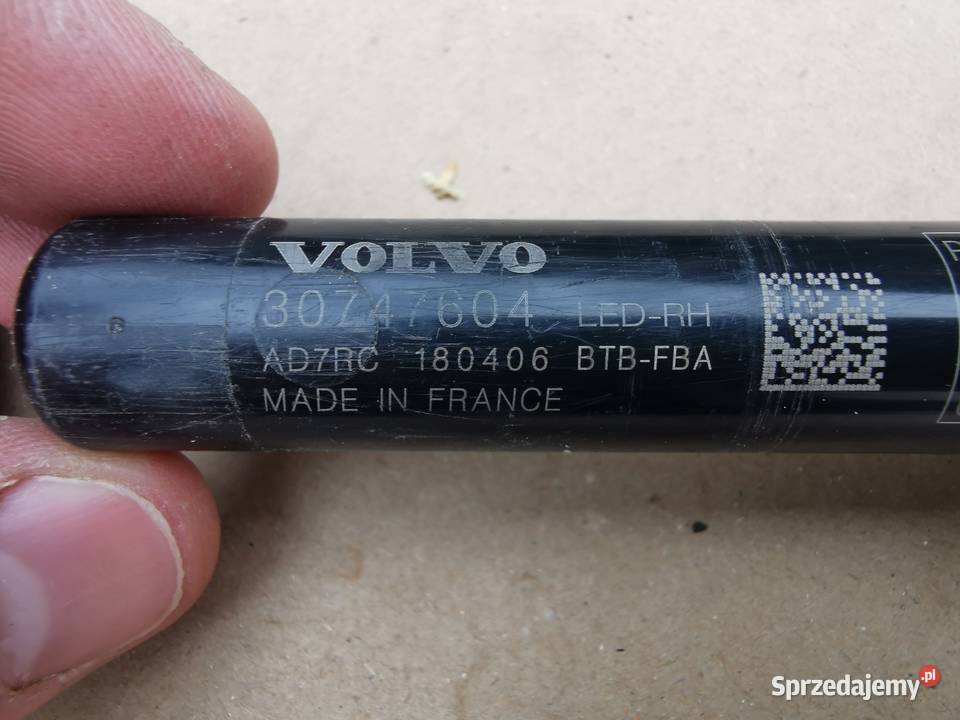 VOLVO
30747604 LED-RH
AD7RC 180406 BTB-FBA
MADE IN FRANCE
Sprzedajemy.pl